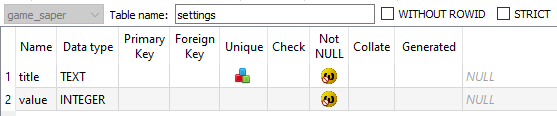 game_saper Table name: settings WITHOUT ROWID STRICT
Name Data type Primary Key Foreign Key Unique Check Not NULL Collate Generated
1 title TEXT NULL
2 value INTEGER NULL